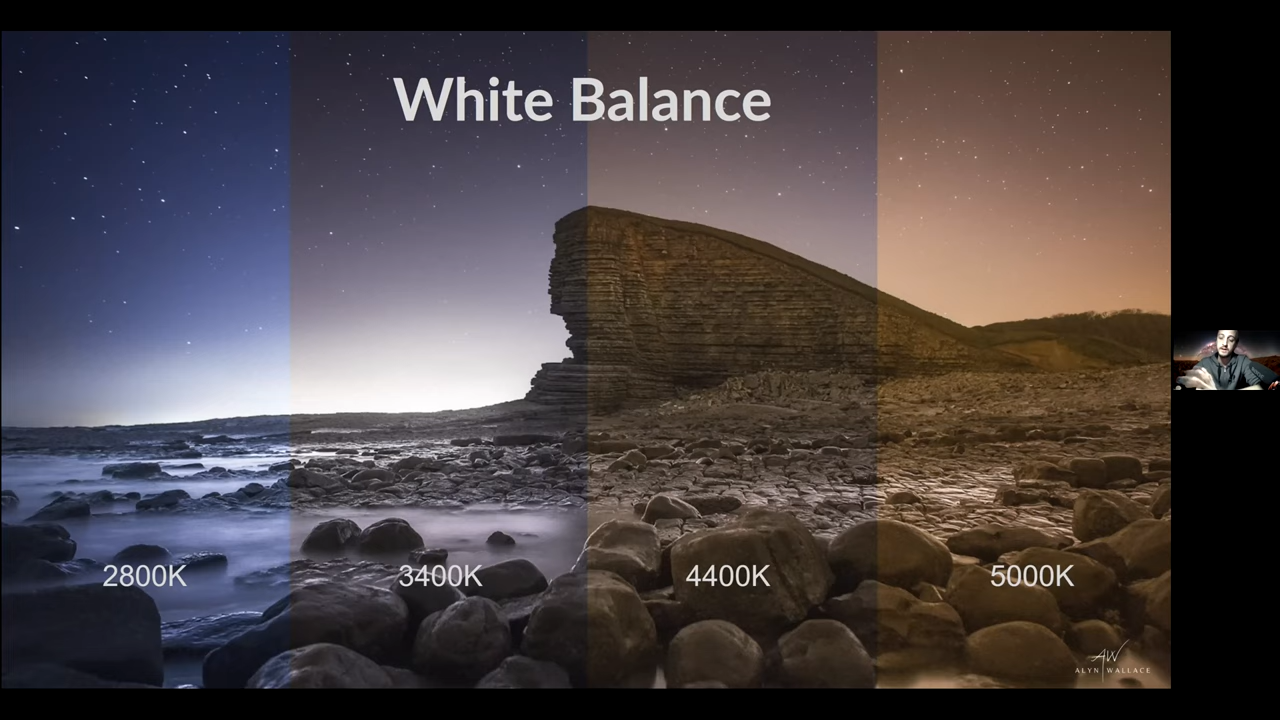 White Balance
2800K
3400K
4400K
5000K
AW
ALYN WALLACE